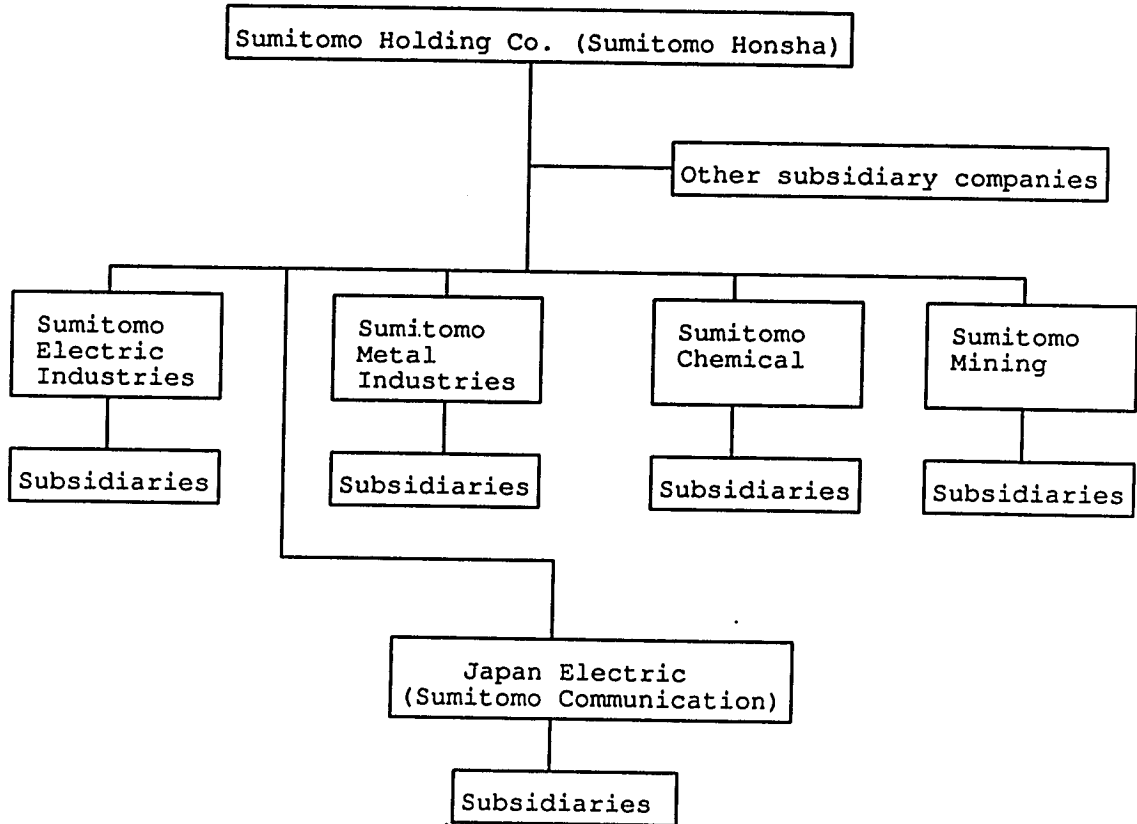 Sumitomo Holding Co. (Sumitomo Honsha)
Other subsidiary companies
Sumitomo
Electric
Industries
Sumitomo
Metal
Industries
Sumitomo
Chemical
Sumitomo
Mining
Subsidiaries
Subsidiaries
Subsidiaries
Subsidiaries
Japan Electric
(Sumitomo Communication)
Subsidiaries